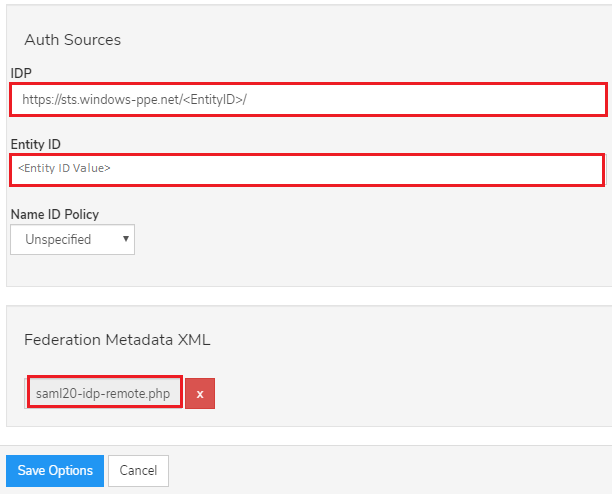 Auth Sources
IDP
https://sts.windows-ppe.net/<EntityID>/
Entity ID
<Entity ID Value>
Name ID Policy
Unspecified
Federation Metadata XML
saml20-idp-remote.php x
Save Options Cancel